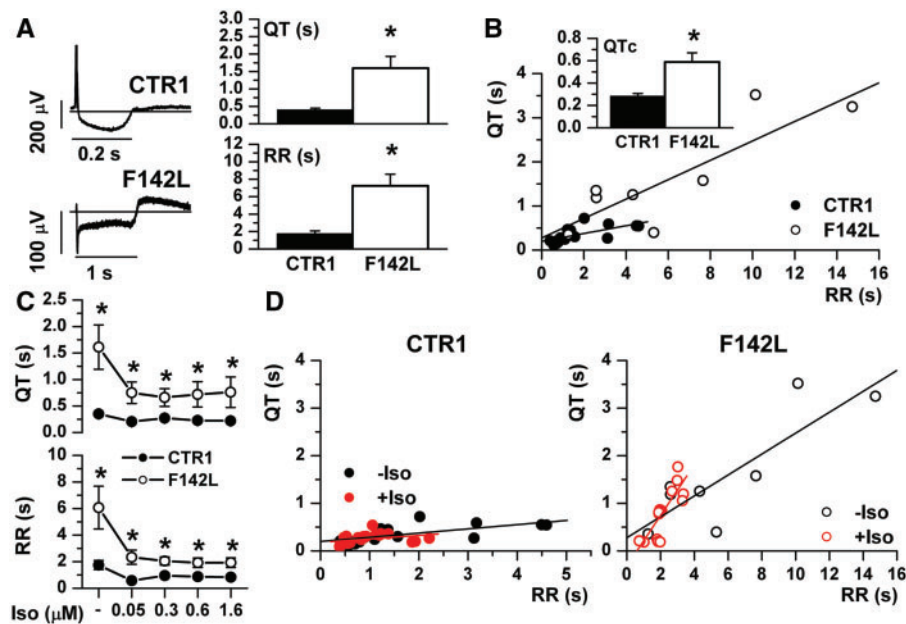 A
CTR1
200 µV
0.2 s
F142L
100 µV
1 s
QT (s)
3.0
2.5
2.0
1.5
1.0
0.5
0.0
*
RR (s)
12
10
8
6
4
2
0
*
CTR1 F142L
B
QT (s)
4
3
2
1
0
QTc
0.8
0.6
0.4
0.2
0.0
*
CTR1 F142L
CTR1
F142L
0 2 4 6 8 10 12 14 16
RR (s)
C
QT (s)
2.5
2.0
1.5
1.0
0.5
0.0
* * * * *
RR (s)
10
8
6
4
2
0
CTR1
F142L
* * * * *
Iso (µM) - 0.05 0.3 0.6 1.6
D
CTR1
QT (s)
4
3
2
1
0
-Iso
+Iso
0 1 2 3 4 5
RR (s)
F142L
QT (s)
4
3
2
1
0
-Iso
+Iso
0 2 4 6 8 10 12 14 16
RR (s)